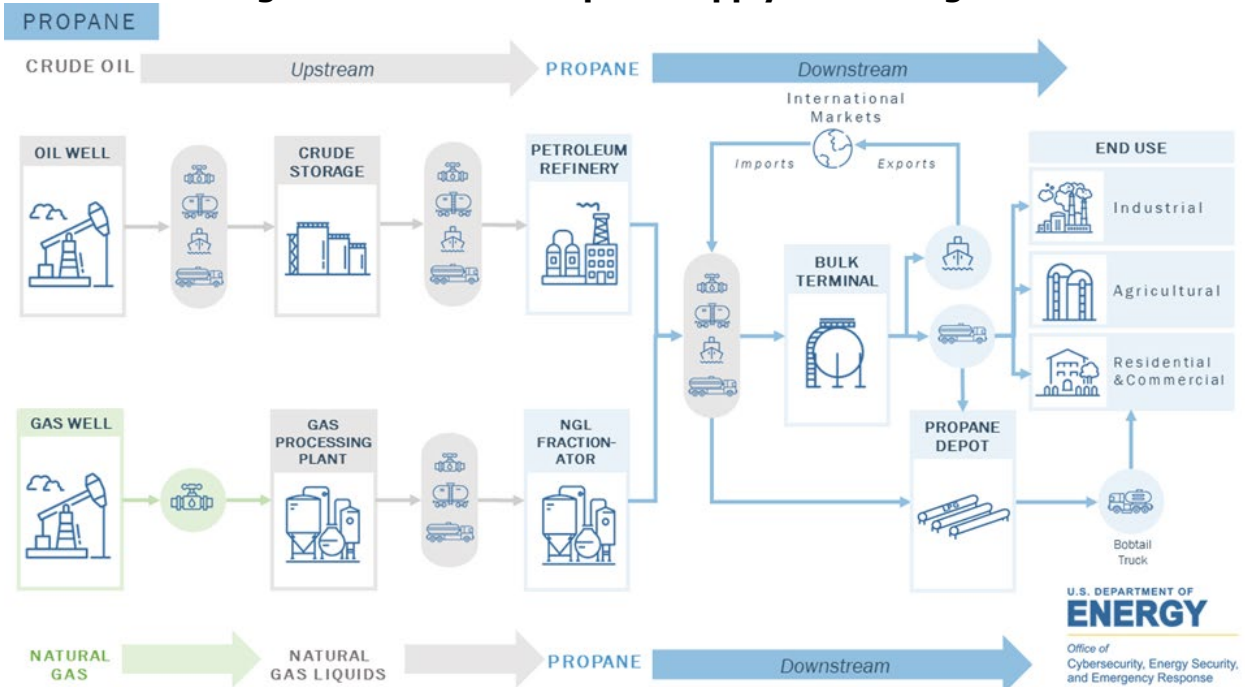 PROPANE
CRUDE OIL
Upstream
PROPANE
Downstream
International
Markets
Imports
Exports
OIL WELL
CRUDE
STORAGE
PETROLEUM
REFINERY
BULK
TERMINAL
END USE
Industrial
Agricultural
Residential
&Commercial
GAS WELL
GAS
PROCESSING
PLANT
NGL
FRACTION-
ATOR
PROPANE
DEPOT
Bobtail
Truck
NATURAL
GAS
NATURAL
GAS LIQUIDS
PROPANE
Downstream
U.S. DEPARTMENT OF
ENERGY
Office of
Cybersecurity, Energy Security,
and Emergency Response